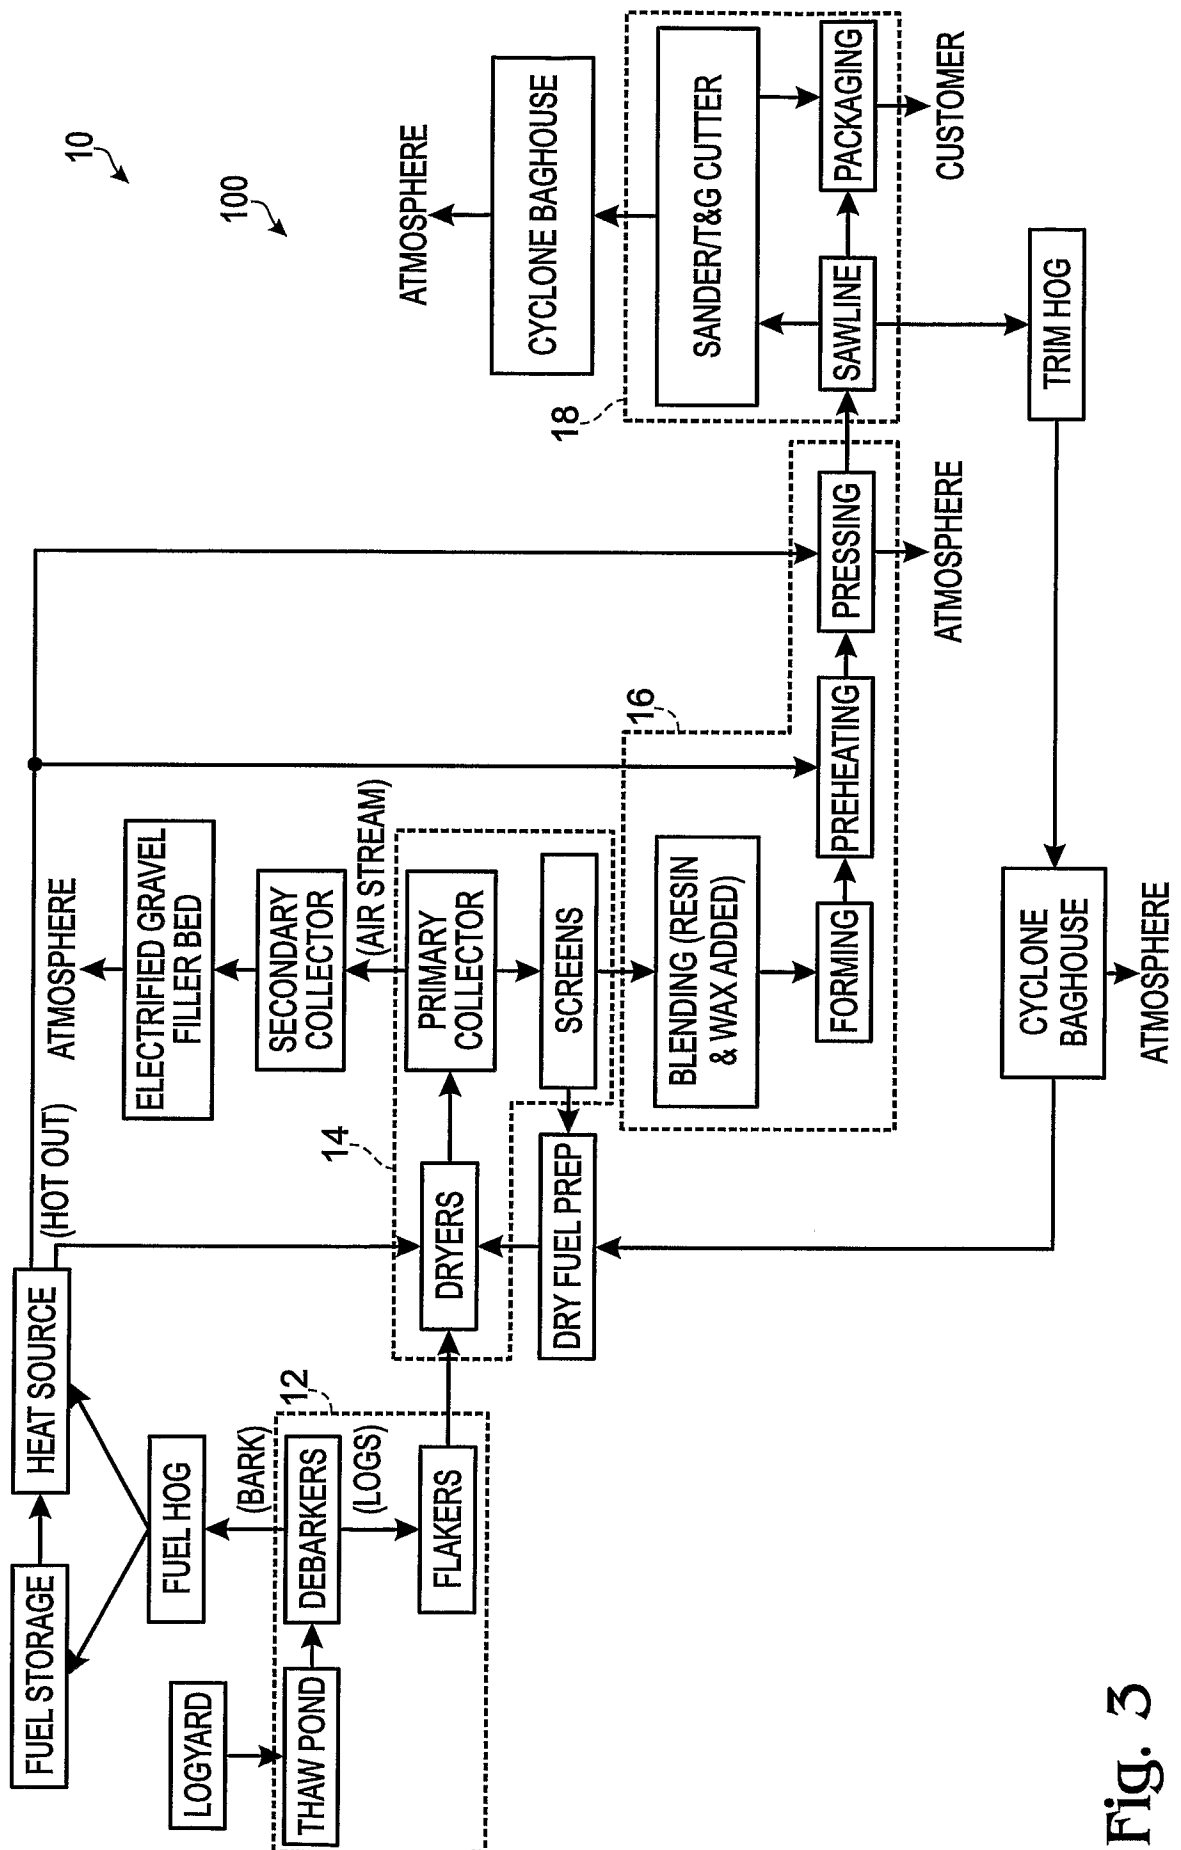 10
100
FUEL STORAGE
HEAT SOURCE
(HOT OUT)
LOGYARD
FUEL HOG
(BARK)
12
THAW POND
DEBARKERS
(LOGS)
FLAKERS
14
DRYERS
DRY FUEL PREP
ATMOSPHERE
ELECTRIFIED GRAVEL
FILLER BED
SECONDARY
COLLECTOR
(AIR STREAM)
PRIMARY
COLLECTOR
SCREENS
16
BLENDING (RESIN
& WAX ADDED)
FORMING
PREHEATING
PRESSING
ATMOSPHERE
18
ATMOSPHERE
CYCLONE BAGHOUSE
SANDER/T&G CUTTER
SAWLINE
PACKAGING
CUSTOMER
TRIM HOG
CYCLONE
BAGHOUSE
ATMOSPHERE
Fig. 3